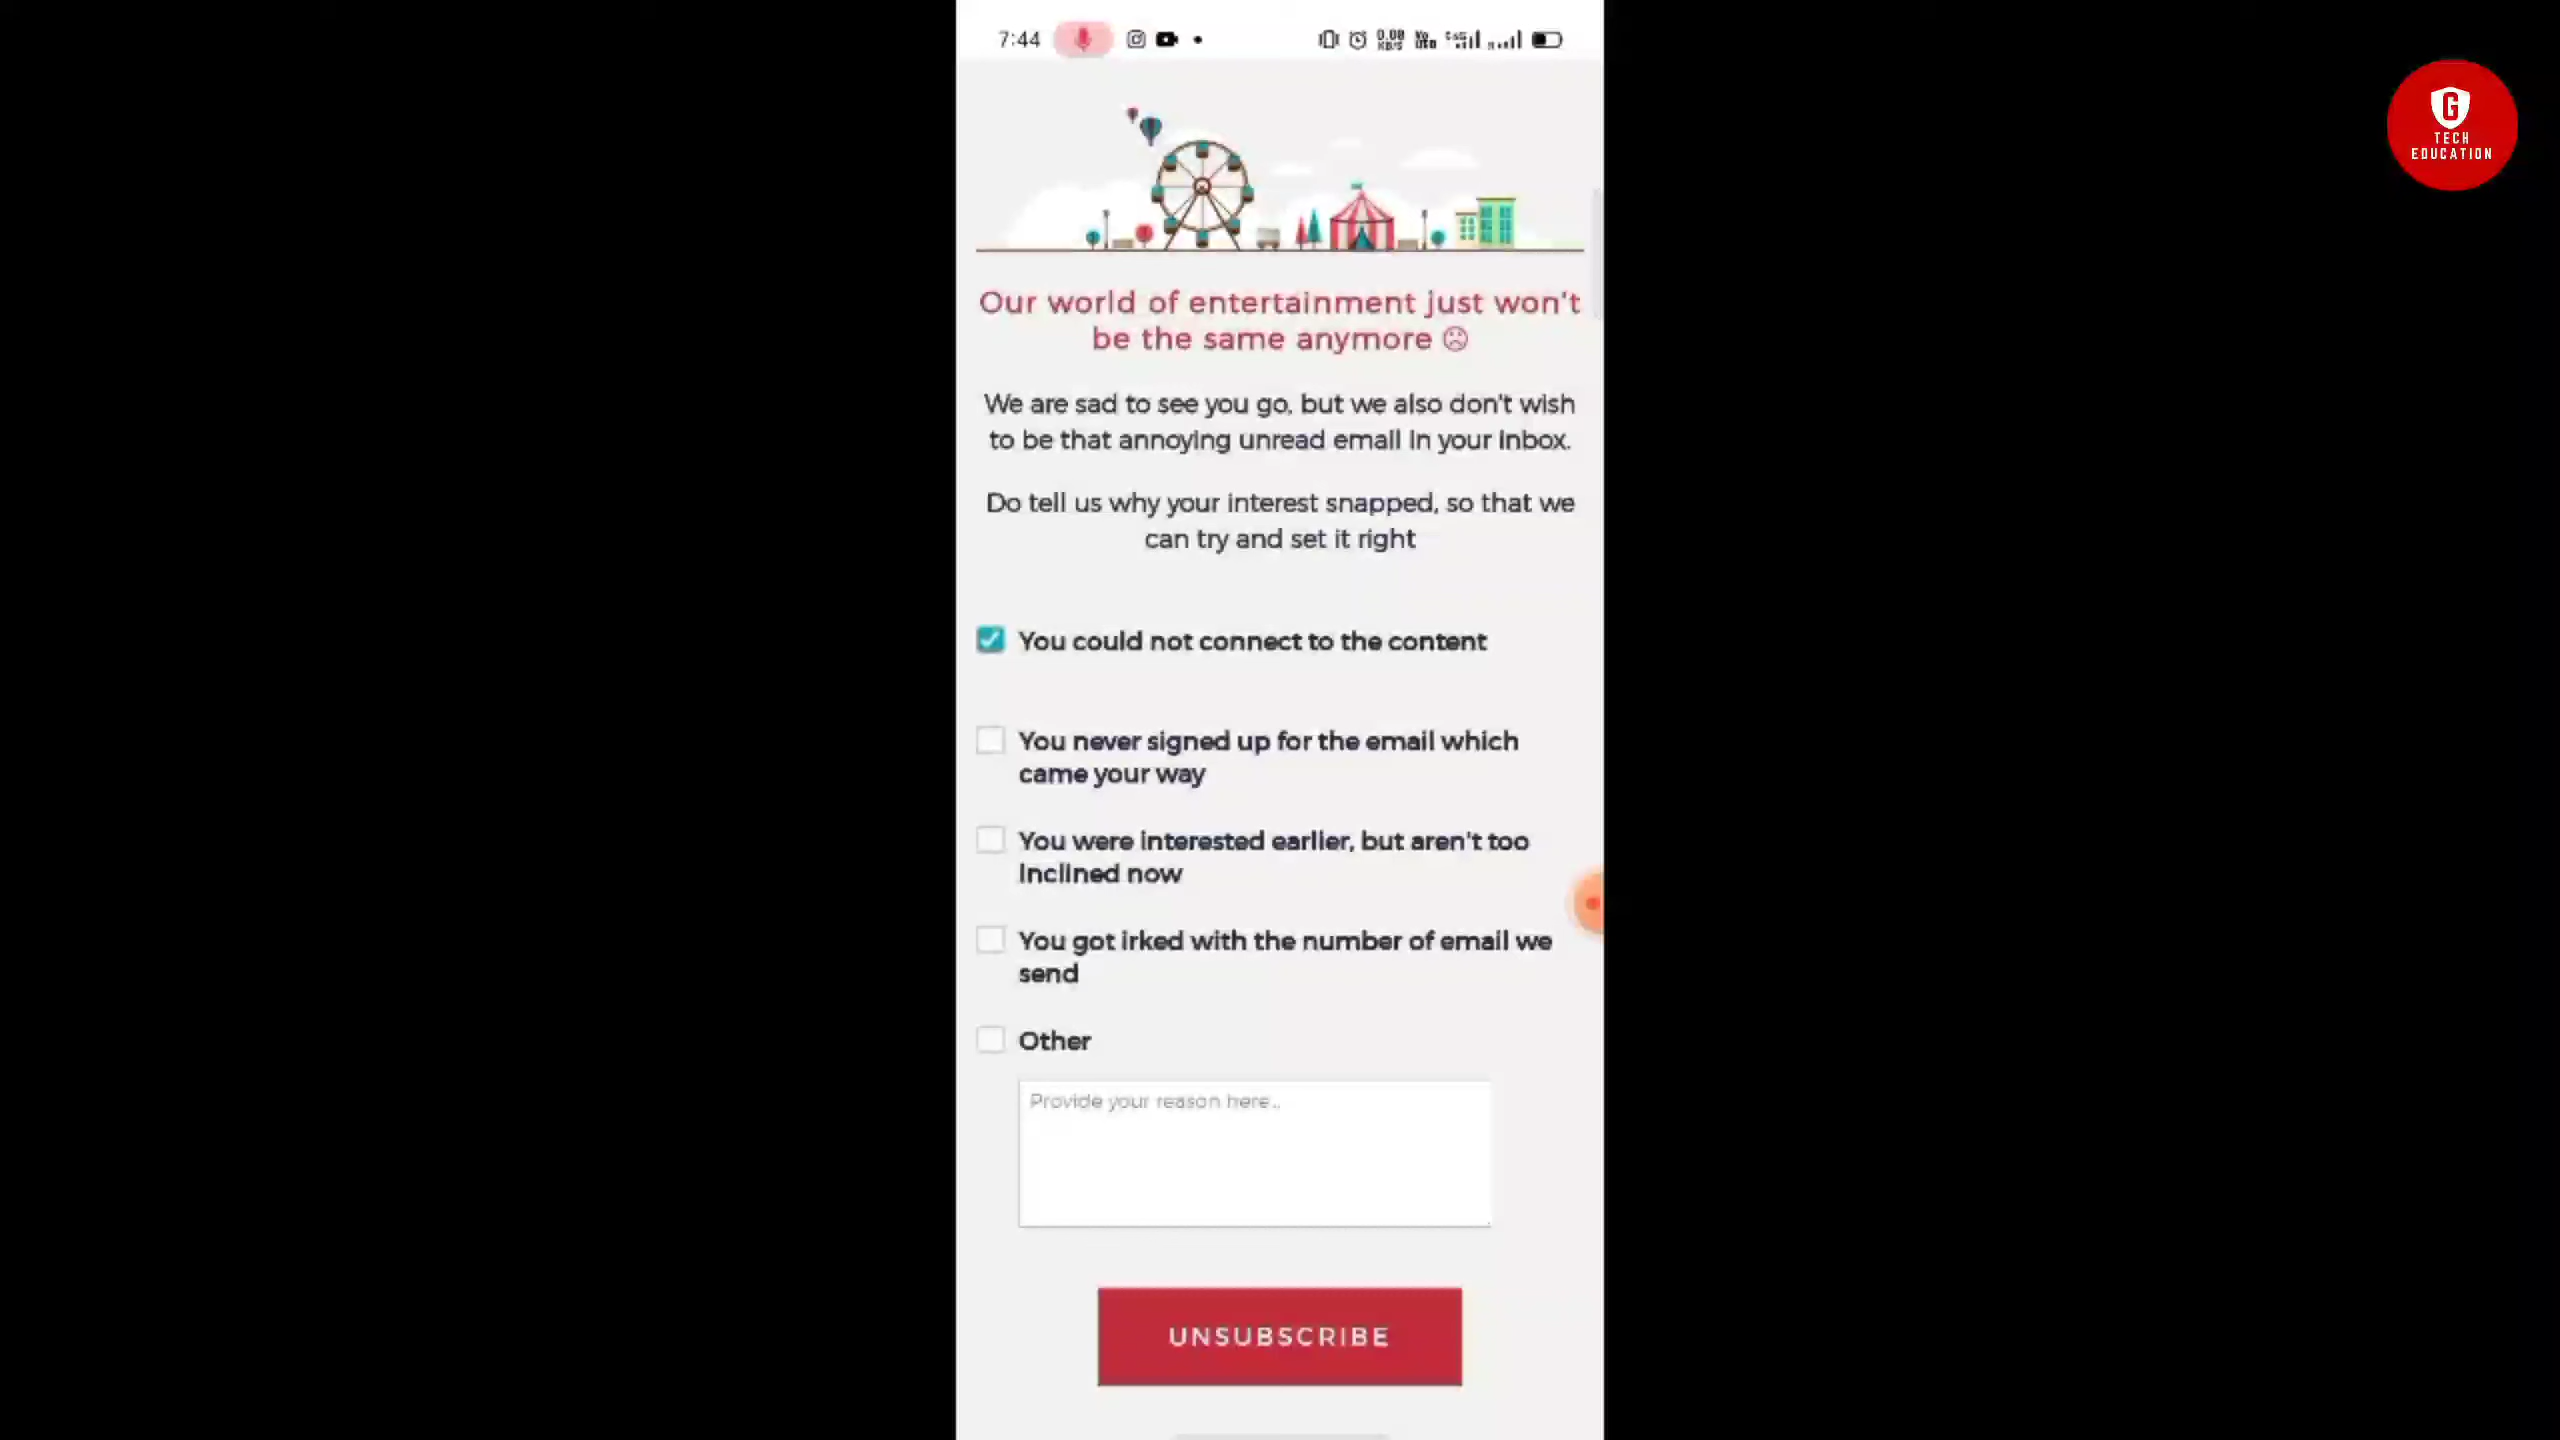 7:44
G
TECH
EDUCATION
Our world of entertainment just won't
be the same anymore ☹
We are sad to see you go, but we also don't wish
to be that annoying unread email in your inbox.
Do tell us why your interest snapped, so that we
can try and set it right
You could not connect to the content
You never signed up for the email which
came your way
You were interested earlier, but aren't too
inclined now
You got irked with the number of email we
send
Other
Provide your reason here...
UNSUBSCRIBE